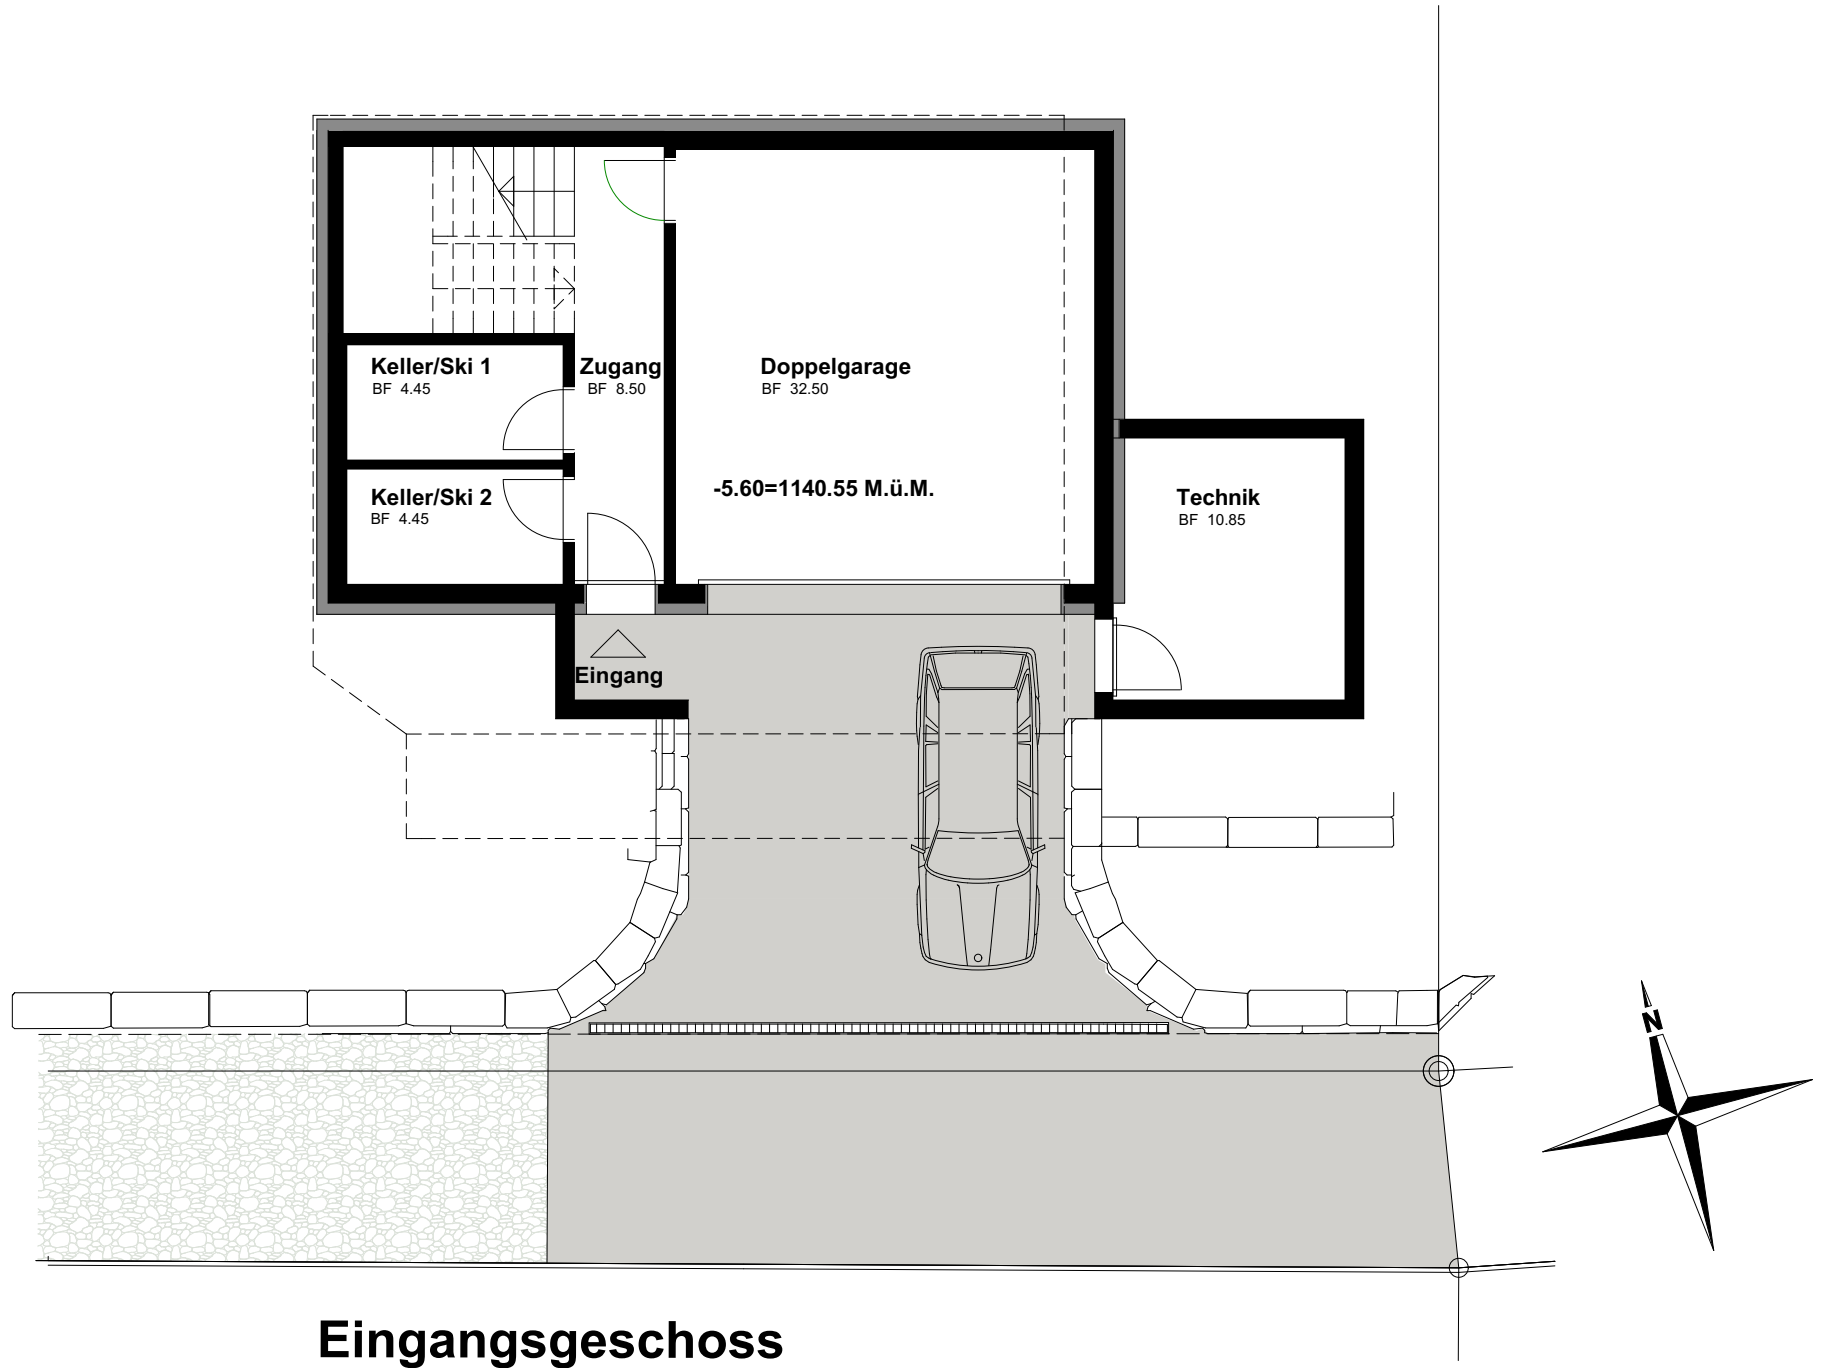 Keller/Ski 1
BF 4.45
Zugang
BF 8.50
Doppelgarage
BF 32.50
-5.60=1140.55 M.ü.M.
Keller/Ski 2
BF 4.45
Technik
BF 10.85
Eingang
N
Eingangsgeschoss